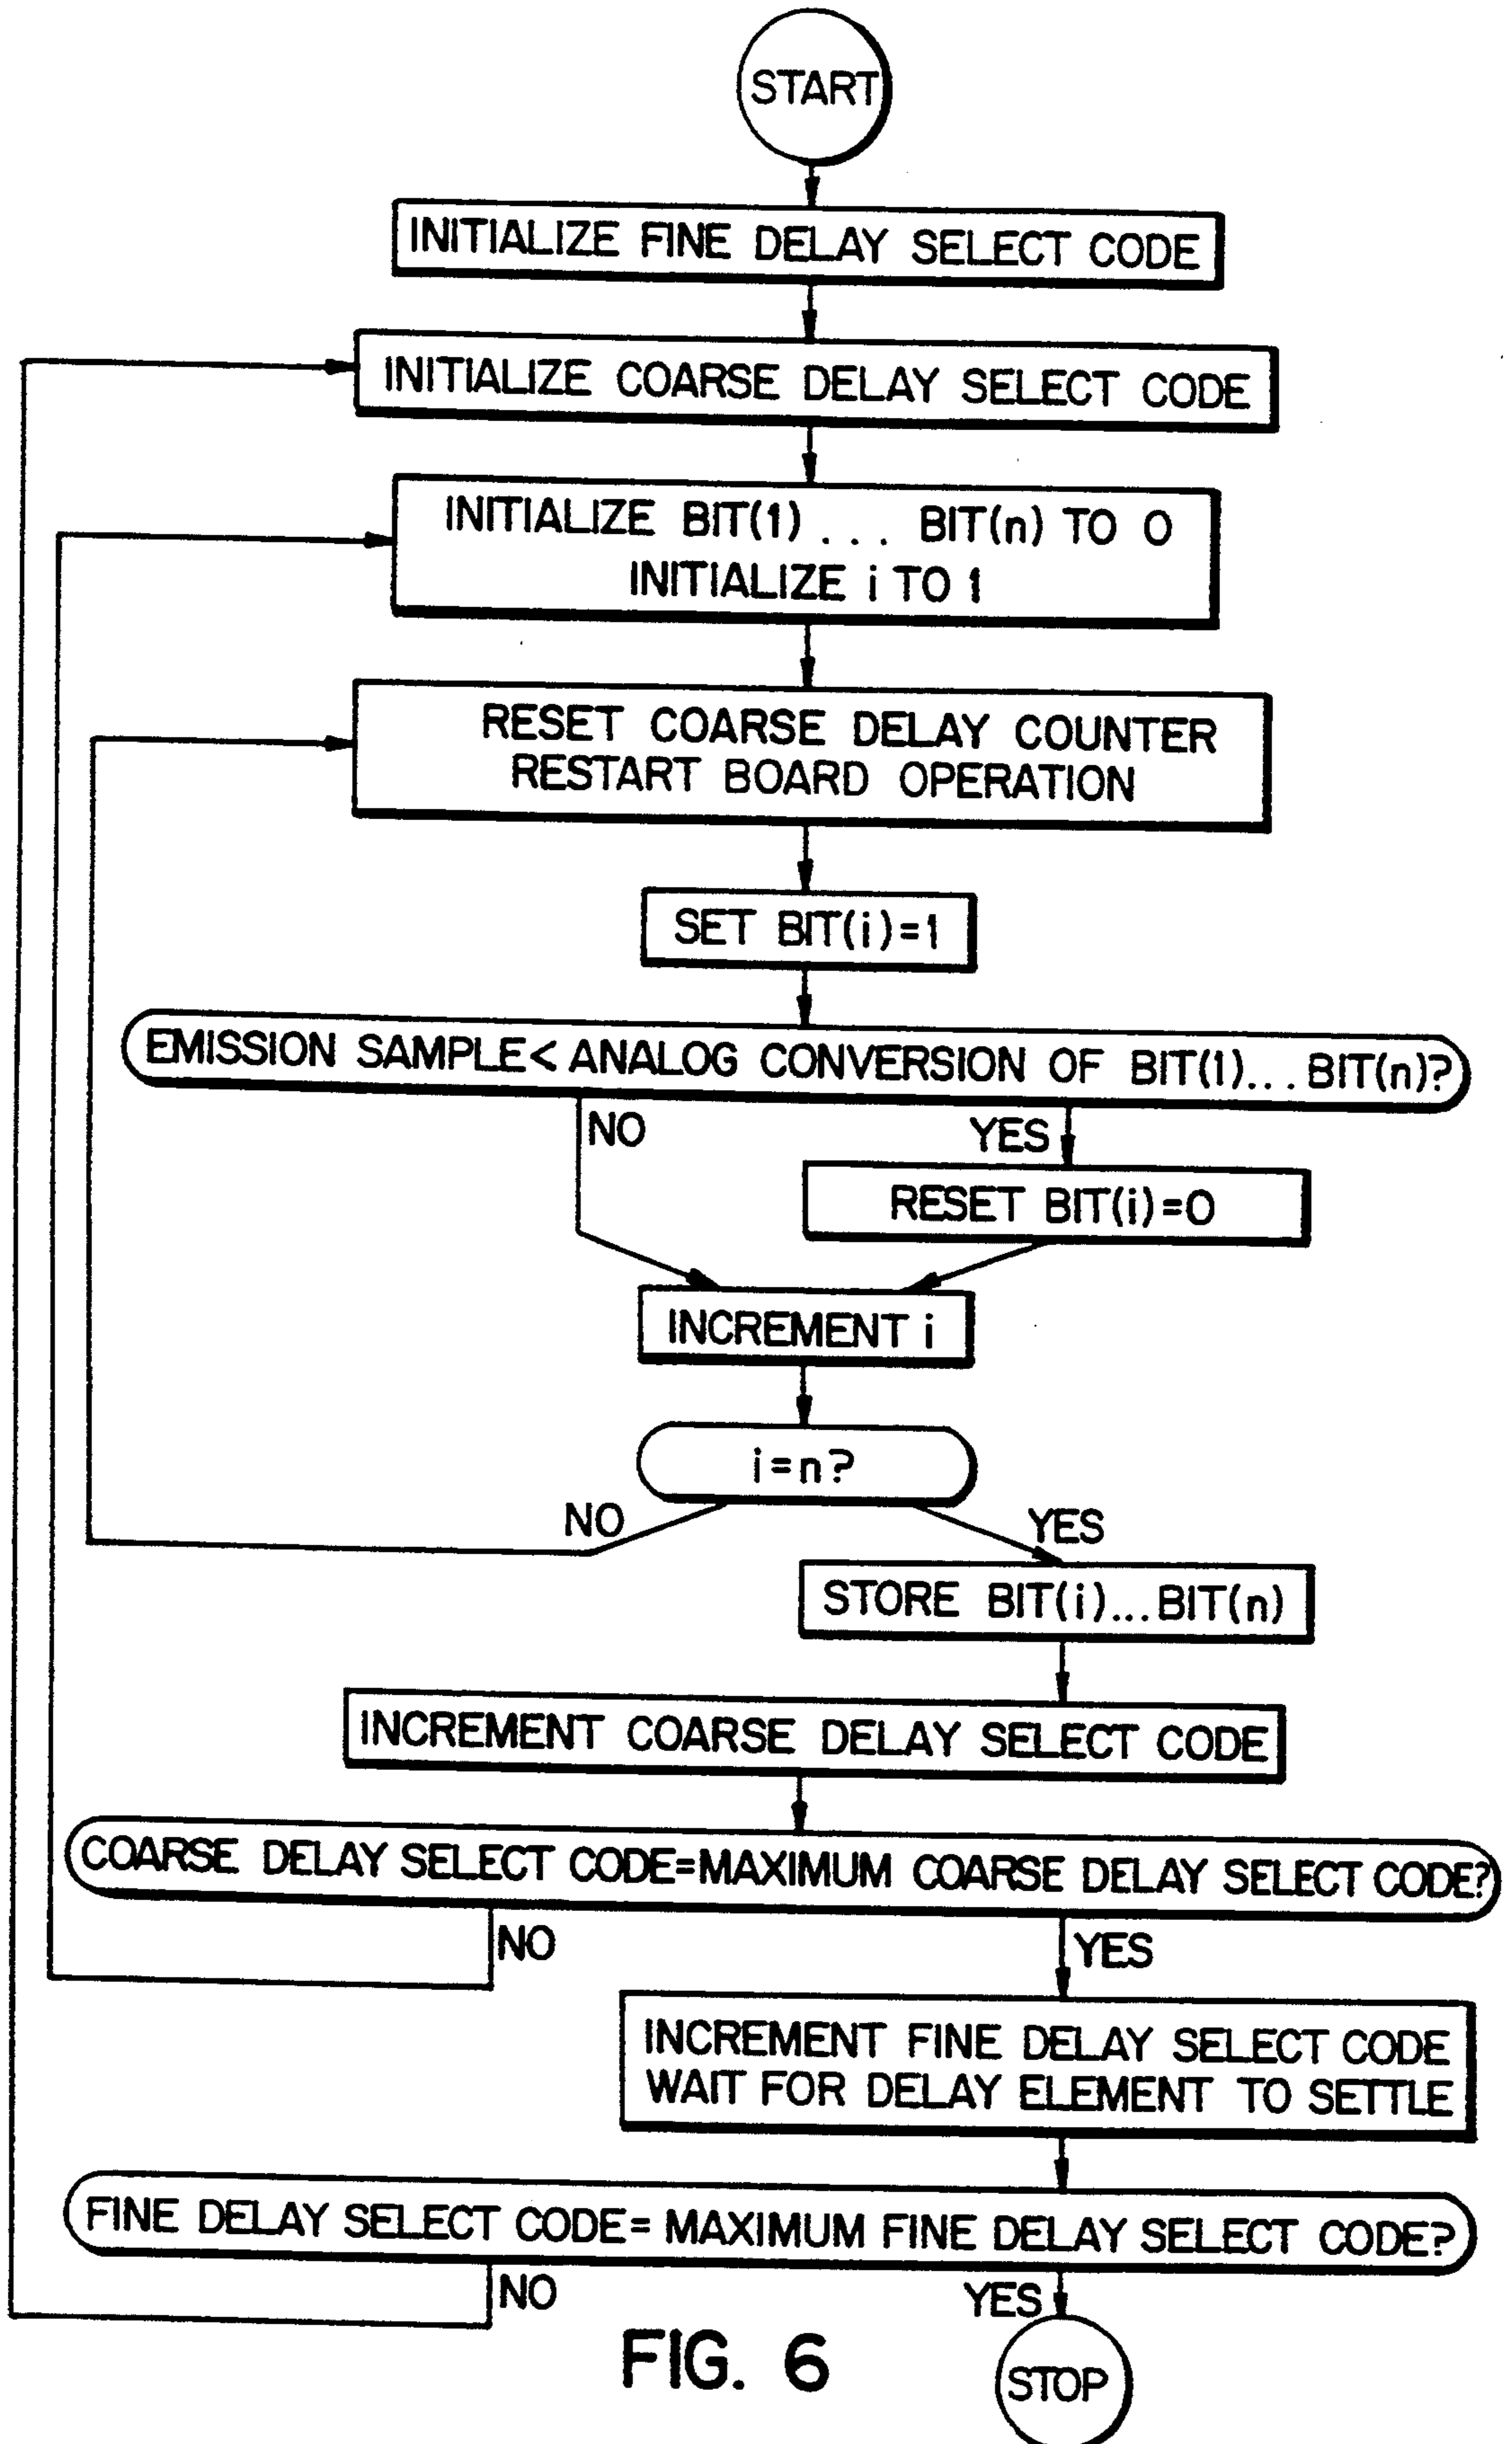 START
INITIALIZE FINE DELAY SELECT CODE
INITIALIZE COARSE DELAY SELECT CODE
INITIALIZE BIT(1) ... BIT(n) TO 0
INITIALIZE i TO 1
RESET COARSE DELAY COUNTER
RESTART BOARD OPERATION
SET BIT(i)=1
EMISSION SAMPLE< ANALOG CONVERSION OF BIT(1)... BIT(n)?
NO
YES
RESET BIT(i)=0
INCREMENT i
i=n?
NO
YES
STORE BIT(i)...BIT(n)
INCREMENT COARSE DELAY SELECT CODE
COARSE DELAY SELECT CODE=MAXIMUM COARSE DELAY SELECT CODE?
NO
YES
INCREMENT FINE DELAY SELECT CODE
WAIT FOR DELAY ELEMENT TO SETTLE
FINE DELAY SELECT CODE= MAXIMUM FINE DELAY SELECT CODE?
NO
YES
FIG. 6
STOP